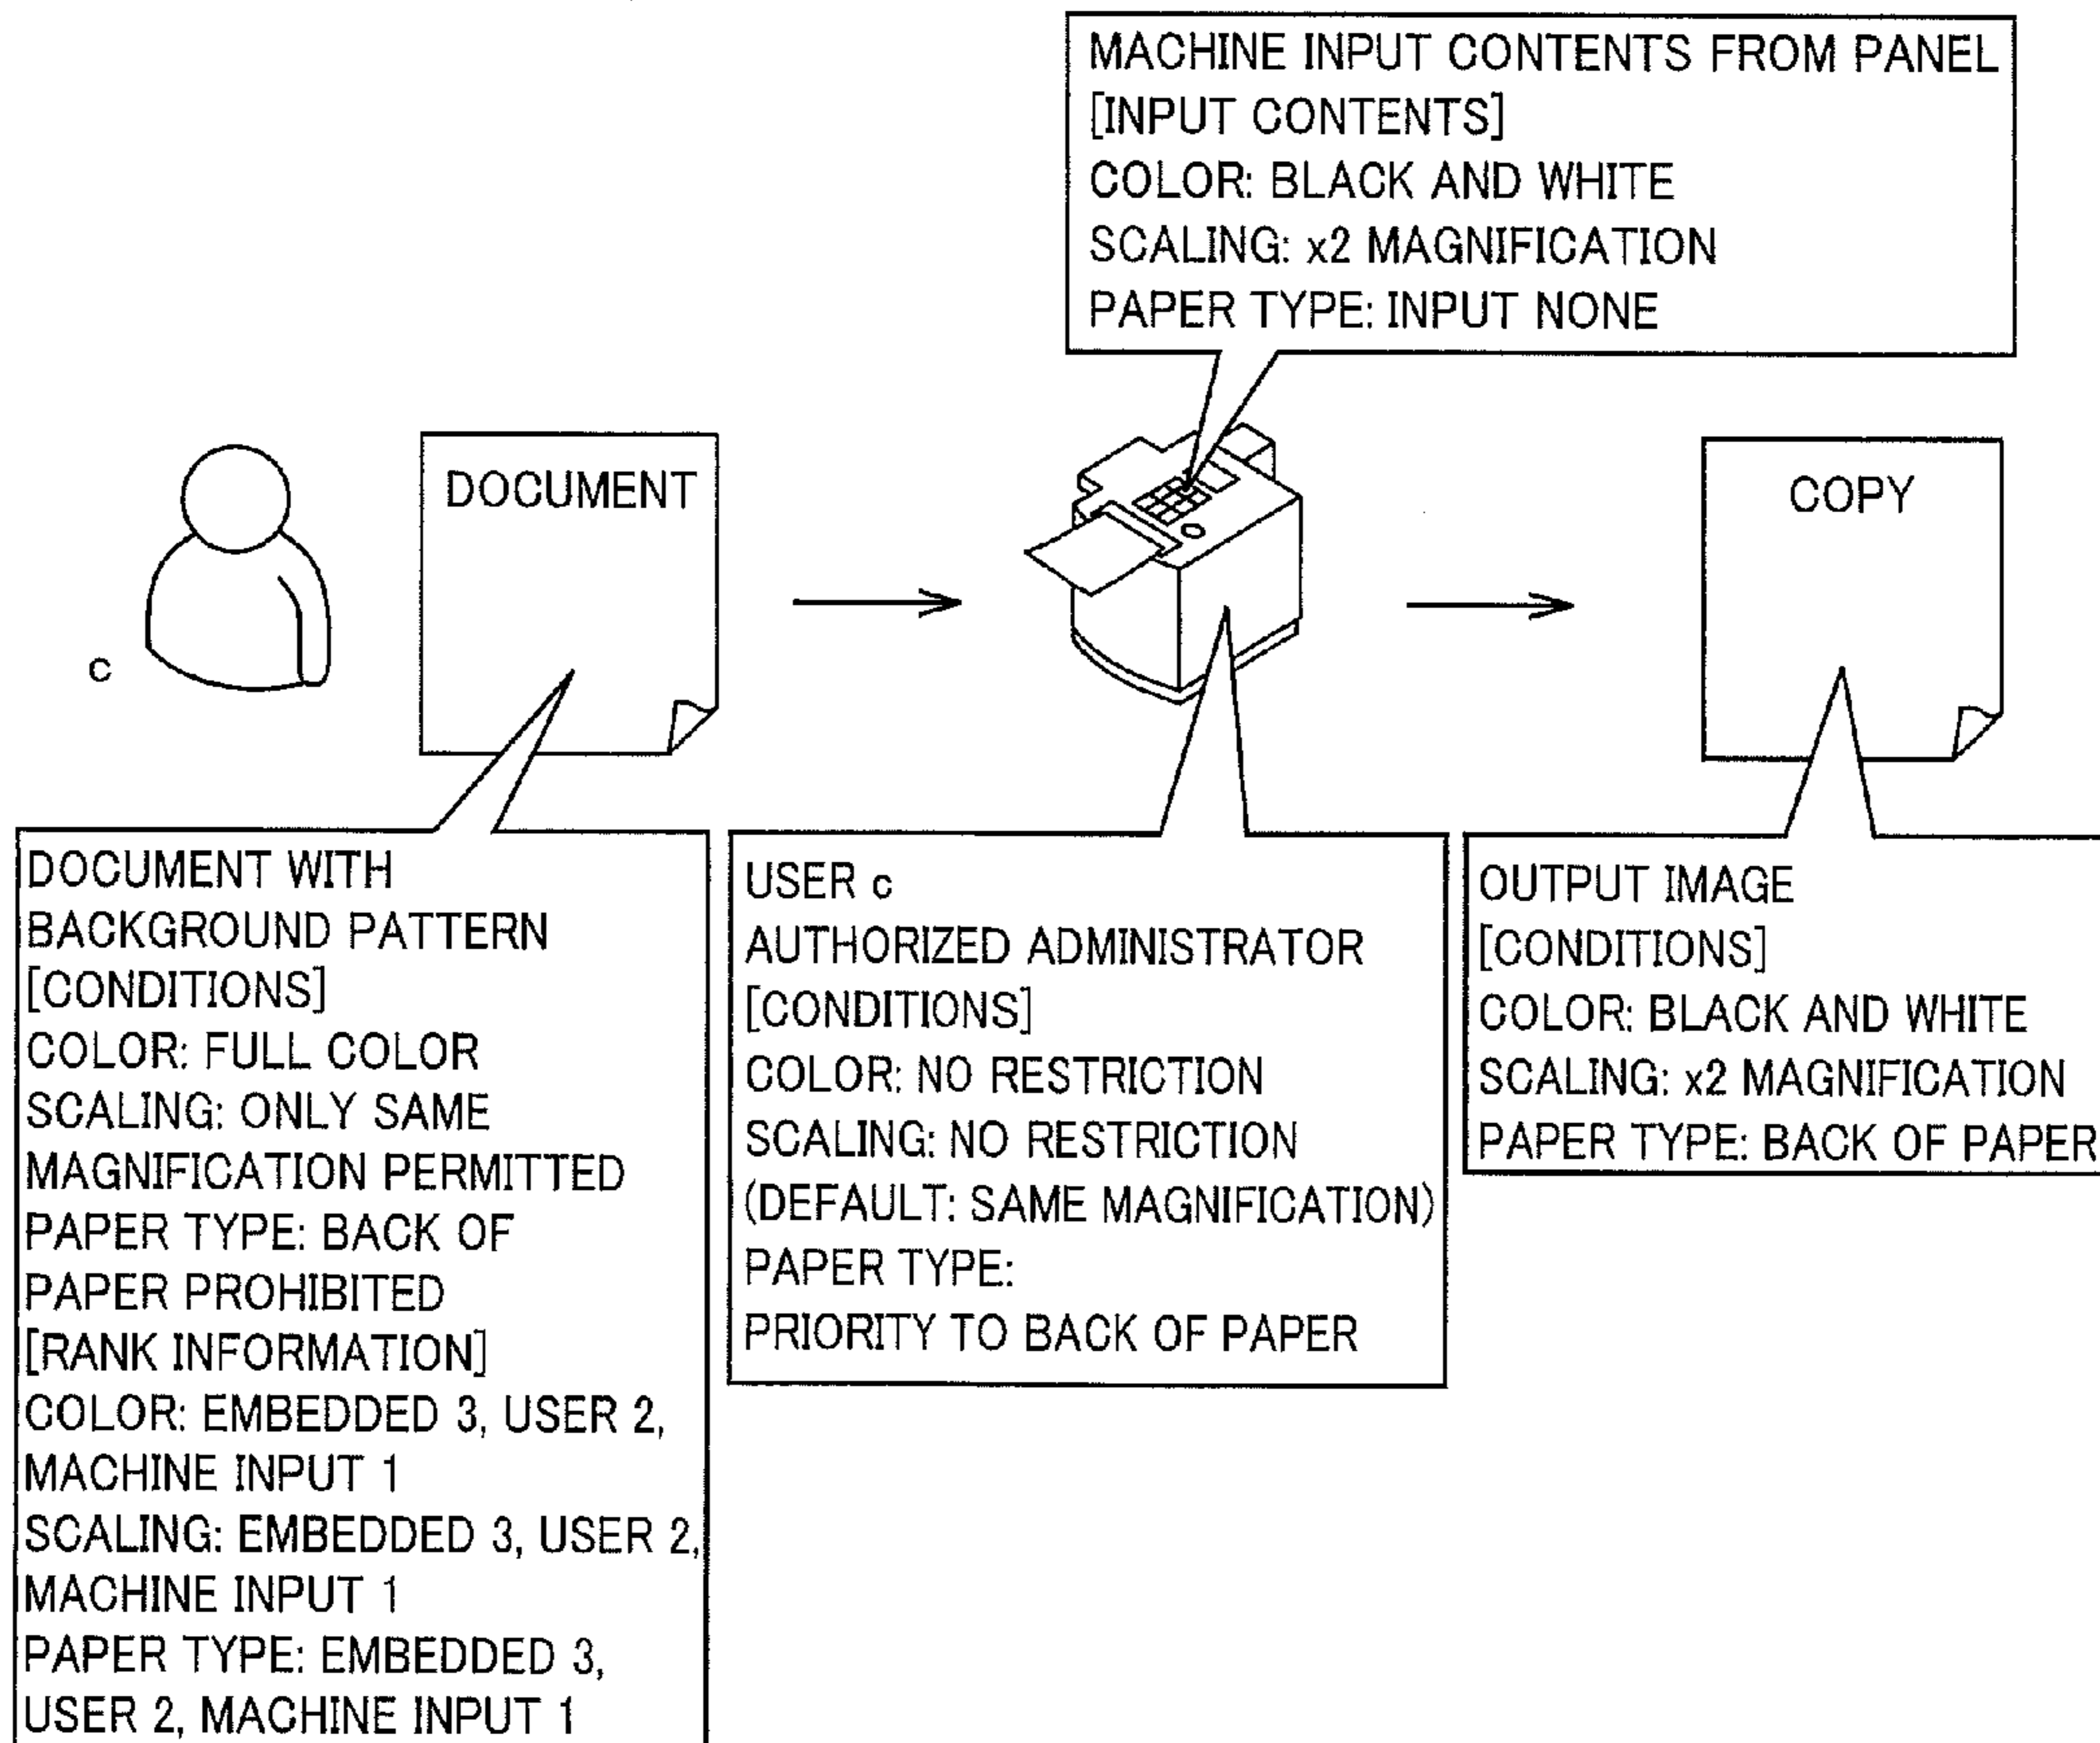 MACHINE INPUT CONTENTS FROM PANEL
[INPUT CONTENTS]
COLOR: BLACK AND WHITE
SCALING: x2 MAGNIFICATION
PAPER TYPE: INPUT NONE
c
DOCUMENT
COPY
DOCUMENT WITH
BACKGROUND PATTERN
[CONDITIONS]
COLOR: FULL COLOR
SCALING: ONLY SAME
MAGNIFICATION PERMITTED
PAPER TYPE: BACK OF
PAPER PROHIBITED
[RANK INFORMATION]
COLOR: EMBEDDED 3, USER 2,
MACHINE INPUT 1
SCALING: EMBEDDED 3, USER 2,
MACHINE INPUT 1
PAPER TYPE: EMBEDDED 3,
USER 2, MACHINE INPUT 1
USER c
AUTHORIZED ADMINISTRATOR
[CONDITIONS]
COLOR: NO RESTRICTION
SCALING: NO RESTRICTION
(DEFAULT: SAME MAGNIFICATION)
PAPER TYPE:
PRIORITY TO BACK OF PAPER
OUTPUT IMAGE
[CONDITIONS]
COLOR: BLACK AND WHITE
SCALING: x2 MAGNIFICATION
PAPER TYPE: BACK OF PAPER